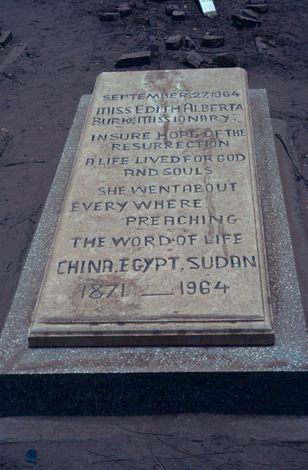 SEPTEMBER 27 1964
MISS EDITH ALBERTA
BURKE, MISSIONARY;
IN SURE HOPE OF THE
RESURRECTION
A LIFE LIVED FOR GOD
AND SOULS
SHE WENT ABOUT
EVERY WHERE
PREACHING
THE WORD OF LIFE
CHINA, EGYPT, SUDAN
1871 — 1964